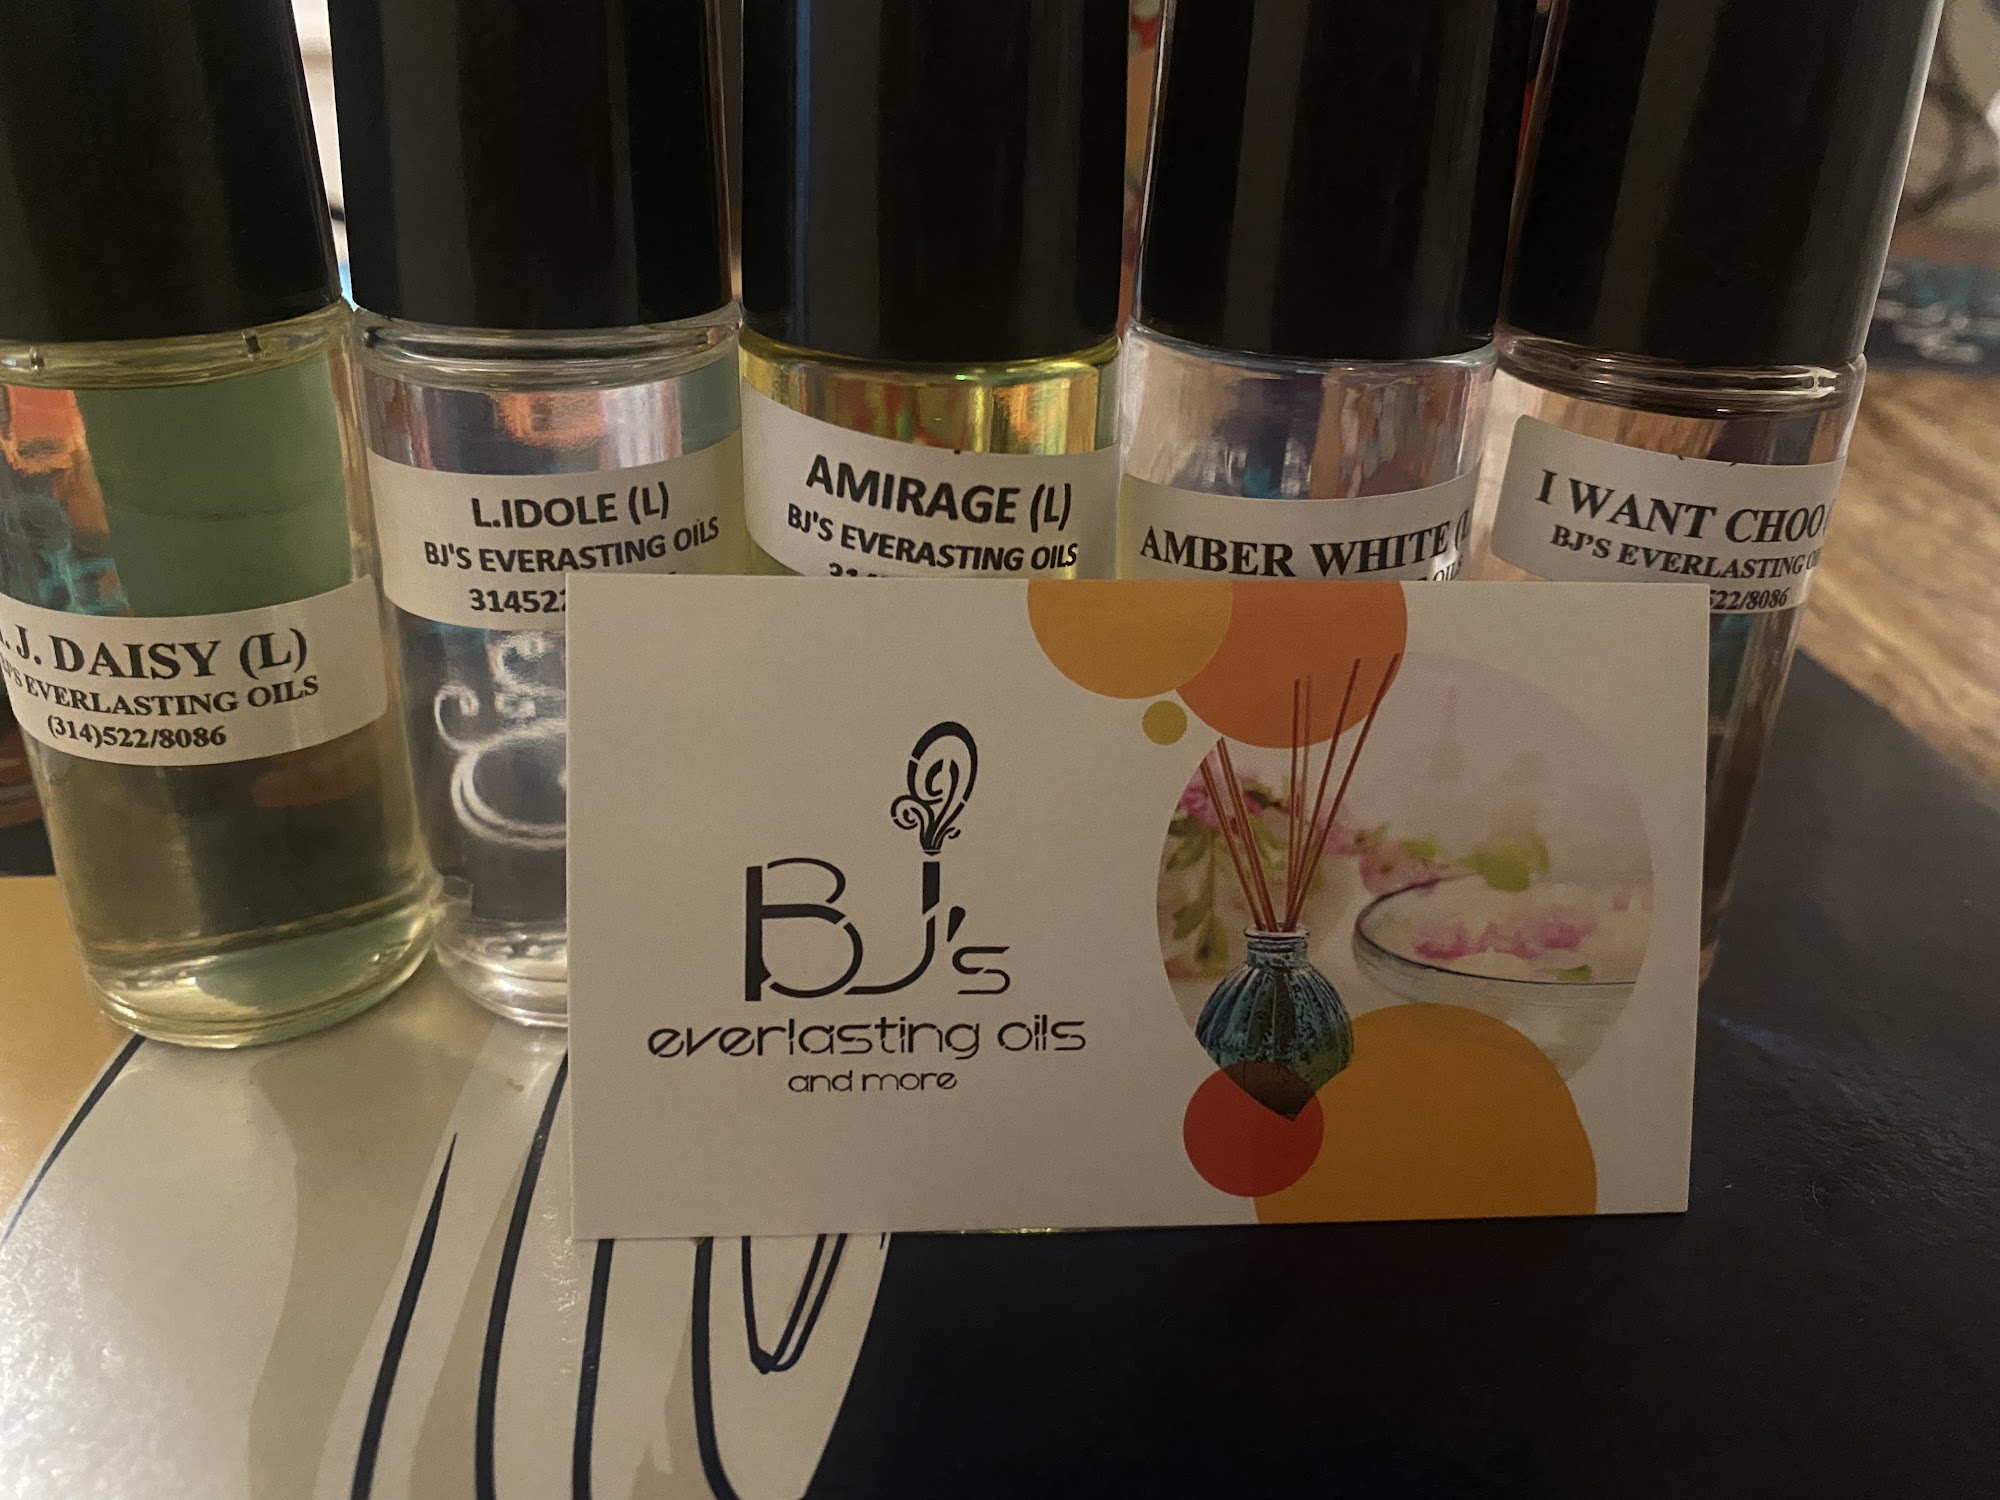 J. DAISY (L)
EVERLASTING OILS
(314)522/8086
L.IDOLE (L)
BJ'S EVERASTING OILS
314522
AMIRAGE (L)
BJ'S EVERASTING OILS
AMBER WHITE (L
I WANT CHOO
BJ'S EVERLASTING
522/8086
BJ's
everlasting oils
and more